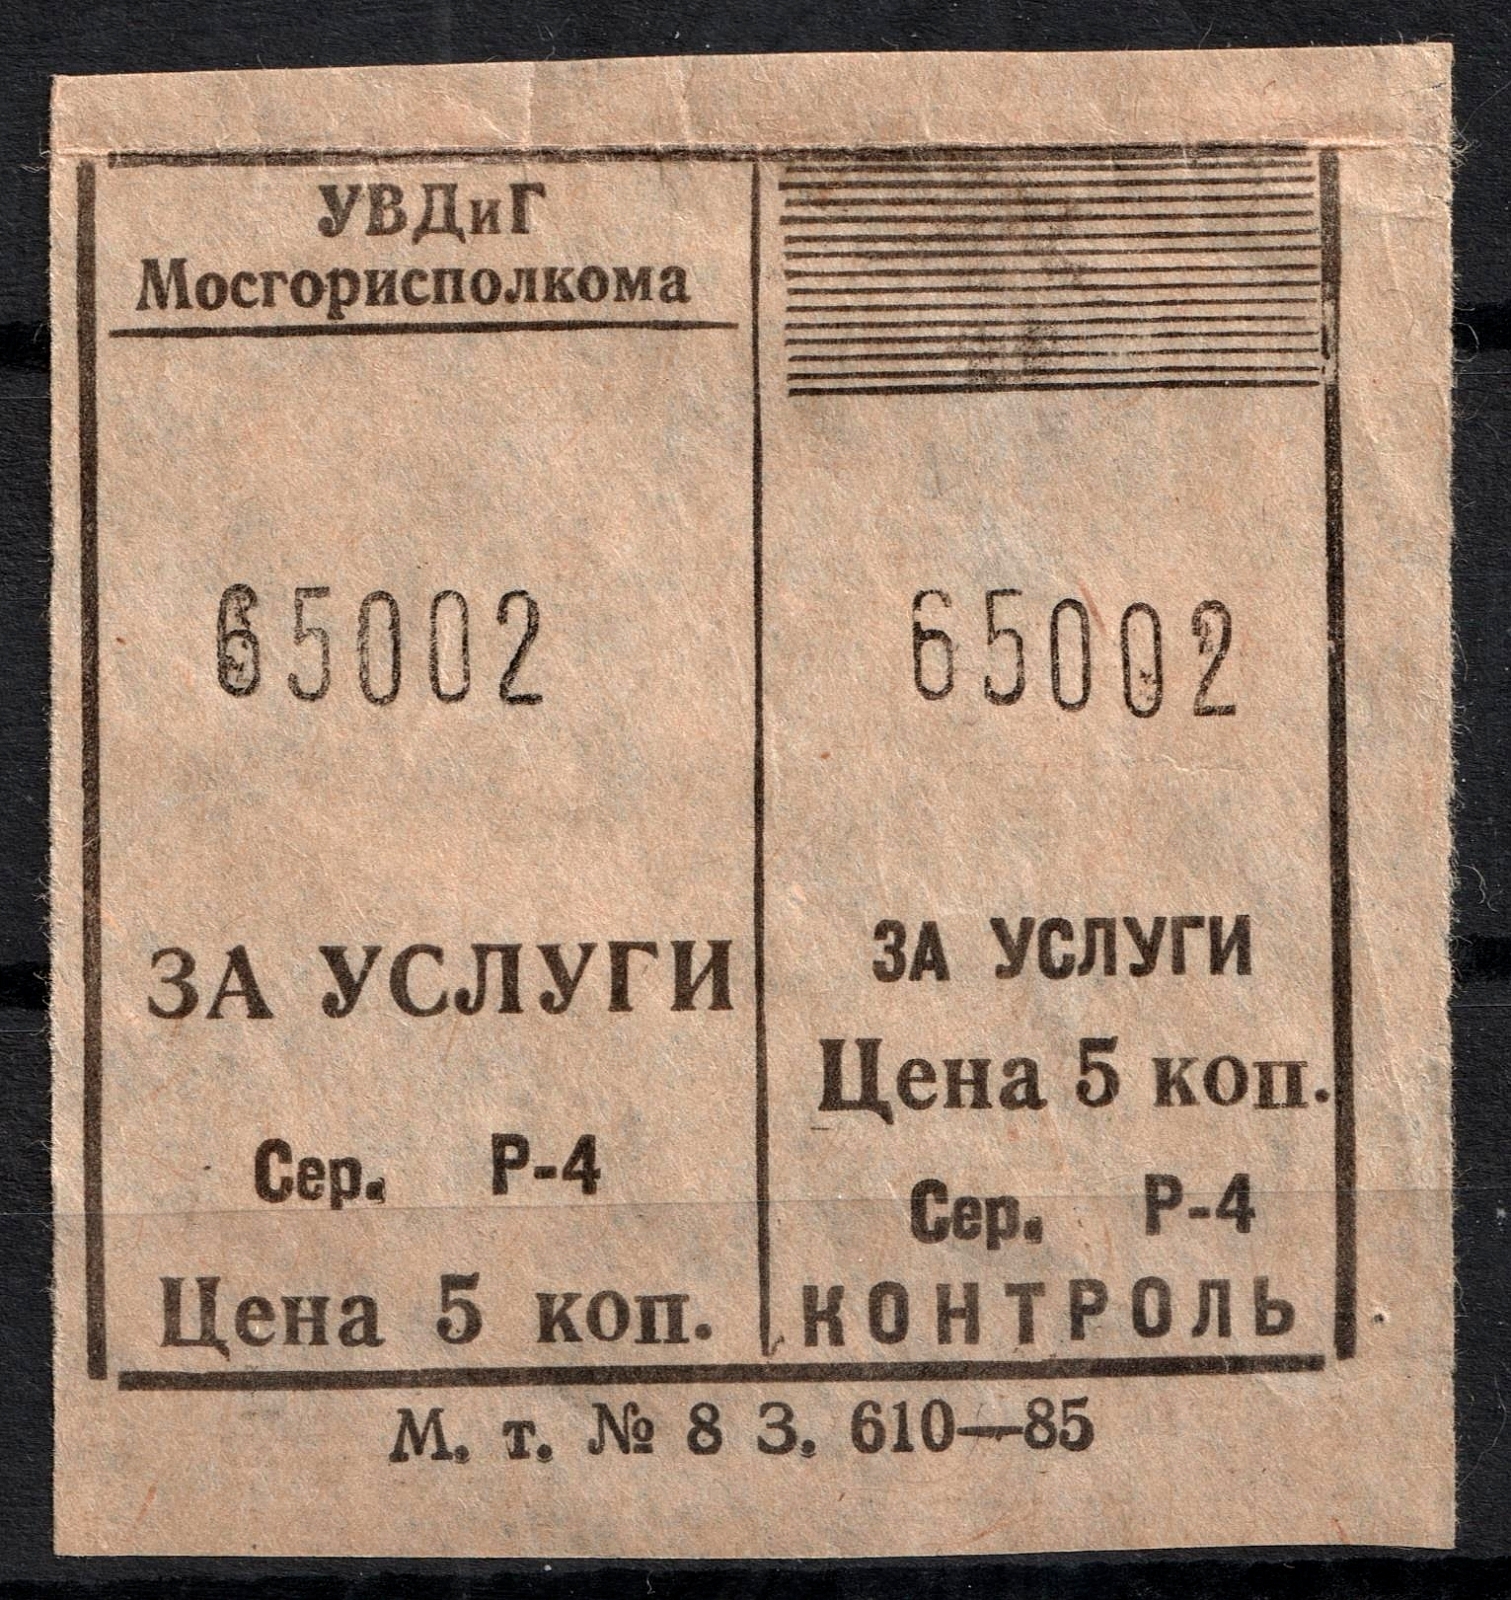 УВДиГ
Мосгорисполкома
65002
ЗА УСЛУГИ
Сер. Р-4
Цена 5 коп.
65002
ЗА УСЛУГИ
Цена 5 коп.
Сер. Р-4
КОНТРОЛЬ
М. т. № 8 З. 610—85